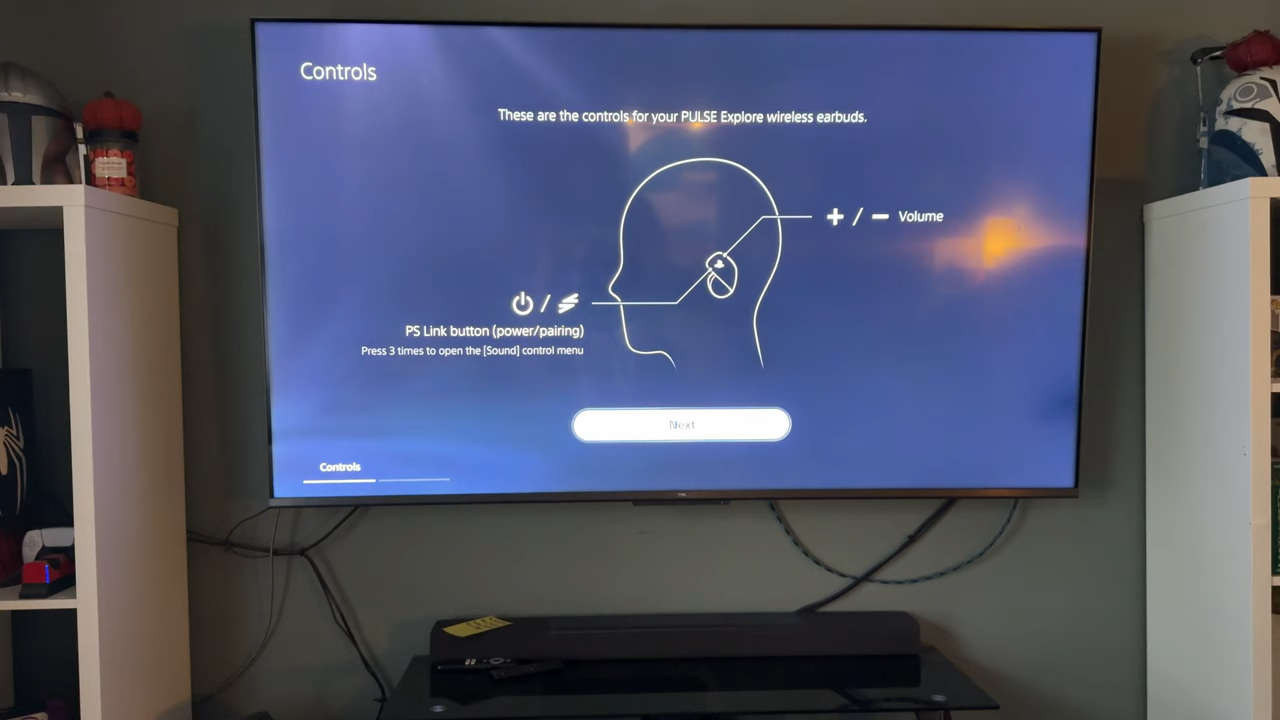 Controls
These are the controls for your PULSE Explore wireless earbuds.
+ / − Volume
PS Link button (power/pairing)
Press 3 times to open the [Sound] control menu
Next
Controls